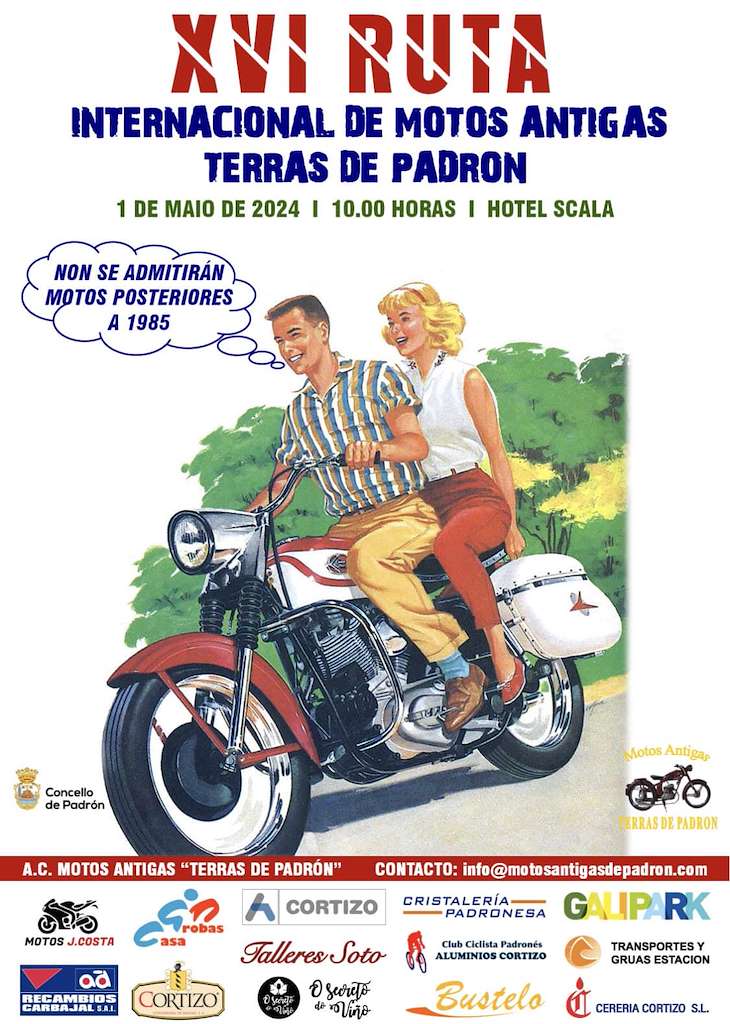 XVI RUTA
INTERNACIONAL DE MOTOS ANTIGAS
TERRAS DE PADRON
1 DE MAIO DE 2024 I 10.00 HORAS I HOTEL SCALA
NON SE ADMITIRÁN
MOTOS POSTERIORES
A 1985
Concello
de Padrón
Motos Antigas
TERRAS DE PADRON
A.C. MOTOS ANTIGAS “TERRAS DE PADRÓN” CONTACTO: info@motosantigasdepadron.com
MOTOS J.COSTA
Casa
Arobas
CORTIZO
CRISTALERÍA
PADRONESA
GALIPARK
Talleres Soto
Club Ciclista Padronés
ALUMINIOS CORTIZO
TRANSPORTES Y
GRUAS ESTACION
RECAMBIOS
CARBAJAL S.A.L.
CORTIZO
O Secreto
do Viño
O Secreto
do Viño
Bustelo
CERERIA CORTIZO S.L.